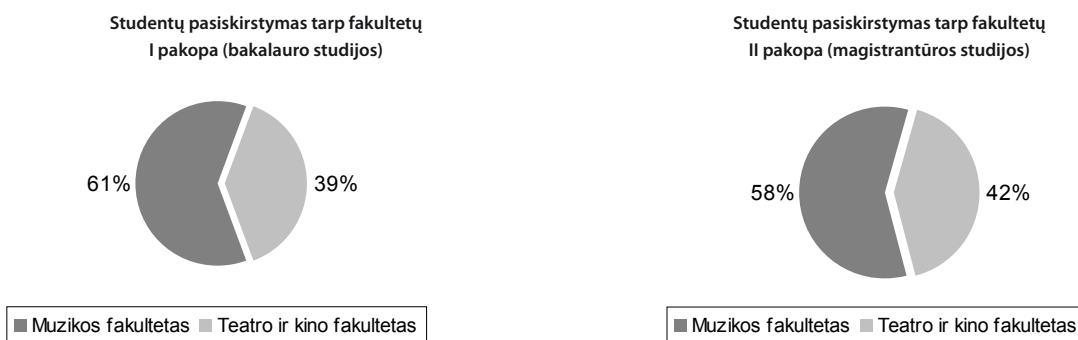 Studentų pasiskirstymas tarp fakultetų
I pakopa (bakalauro studijos)
61%
39%
Muzikos fakultetas Teatro ir kino fakultetas
Studentų pasiskirstymas tarp fakultetų
II pakopa (magistrantūros studijos)
58%
42%
Muzikos fakultetas Teatro ir kino fakultetas